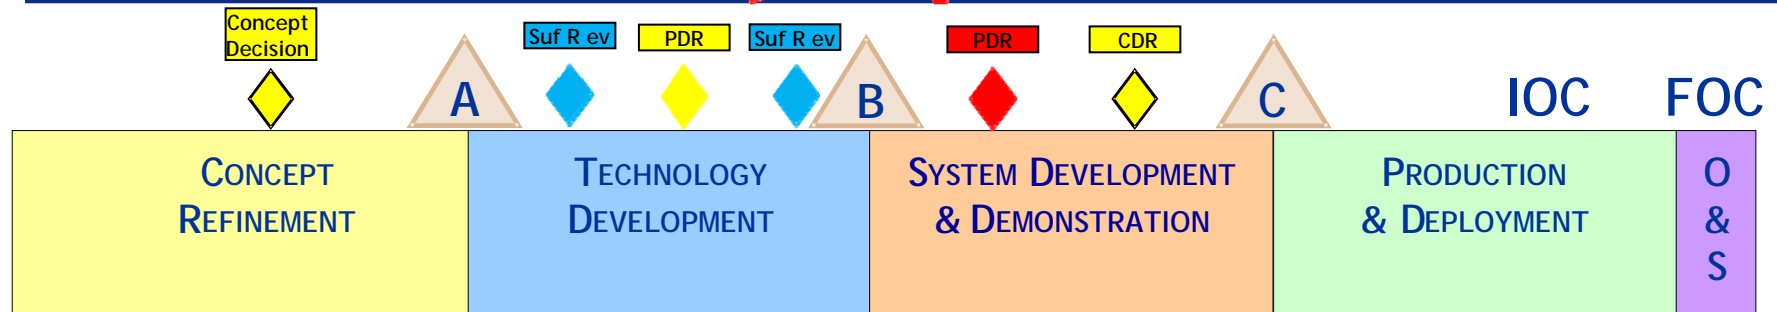 Concept
Decision
Suf R ev
PDR
Suf R ev
PDR
CDR
A
B
C
IOC
FOC
CONCEPT
REFINEMENT
TECHNOLOGY
DEVELOPMENT
SYSTEM DEVELOPMENT
& DEMONSTRATION
PRODUCTION
& DEPLOYMENT
O
&
S